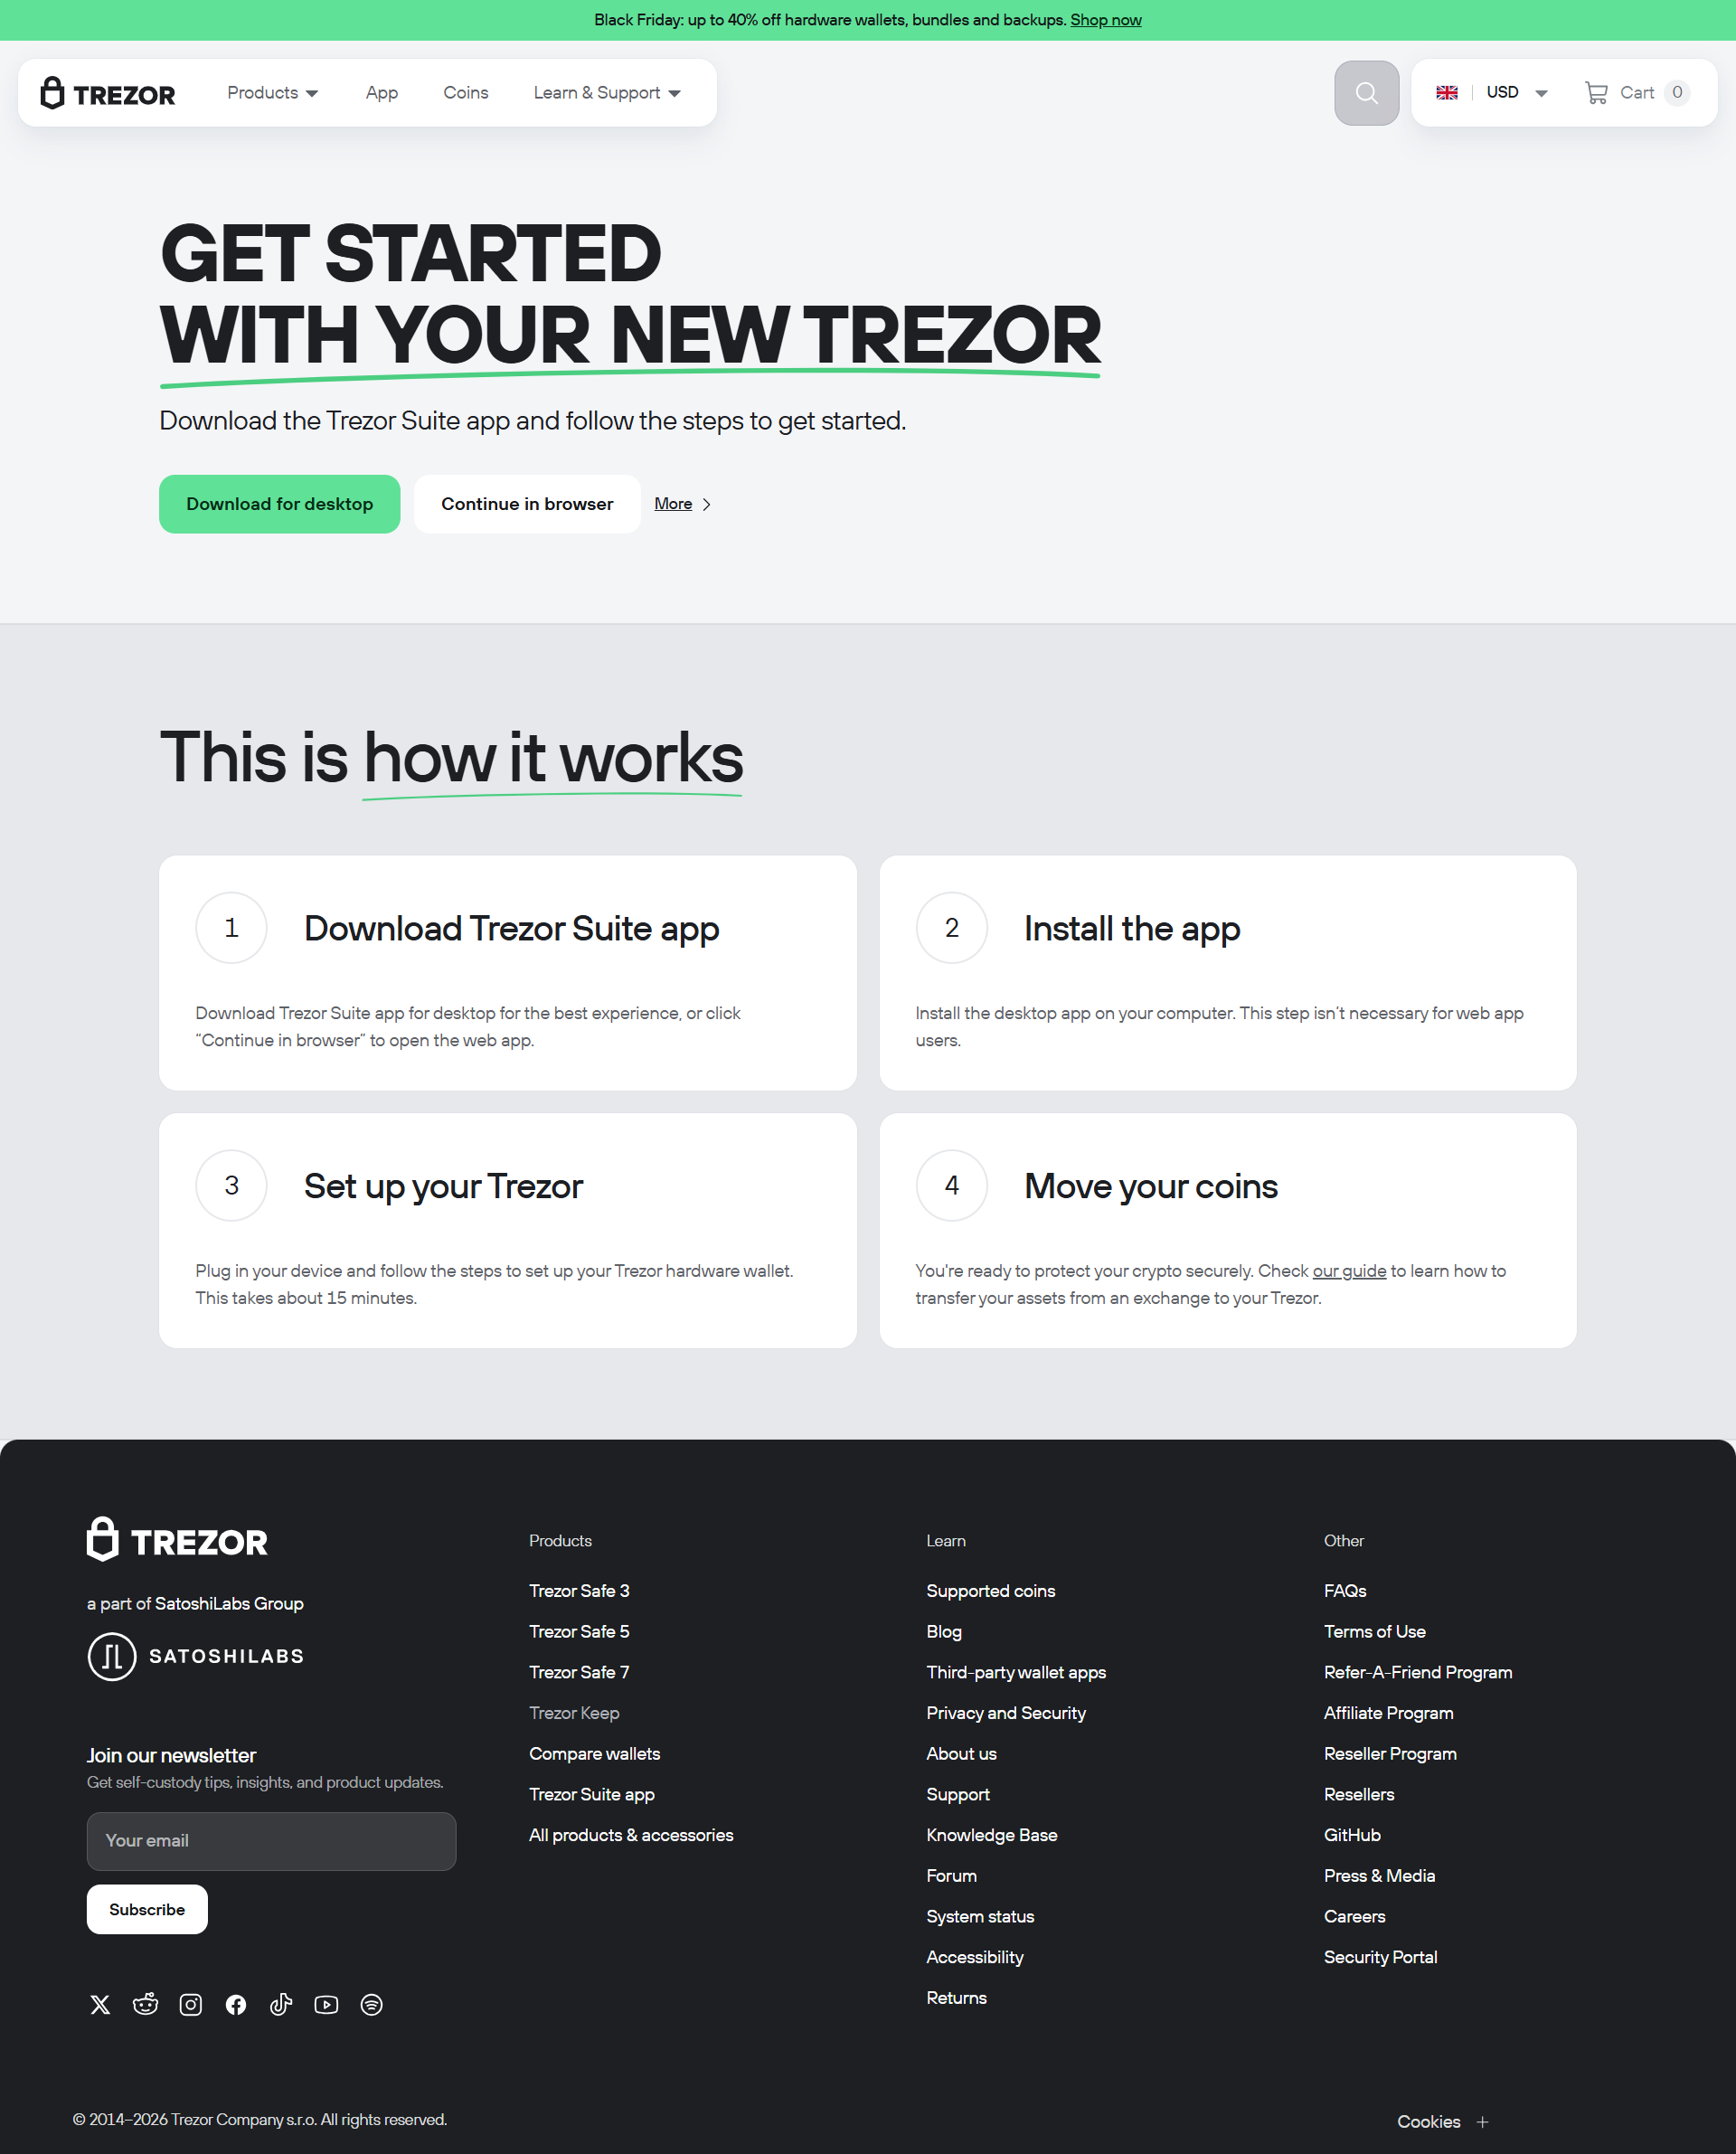 Black Friday: up to 40% off hardware wallets, bundles and backups. Shop now
TREZOR
Products
App
Coins
Learn & Support
USD
Cart
0
GET STARTED
WITH YOUR NEW TREZOR
Download the Trezor Suite app and follow the steps to get started.
Download for desktop
Continue in browser
More
This is how it works
1
Download Trezor Suite app
Download Trezor Suite app for desktop for the best experience, or click
“Continue in browser” to open the web app.
2
Install the app
Install the desktop app on your computer. This step isn’t necessary for web app
users.
3
Set up your Trezor
Plug in your device and follow the steps to set up your Trezor hardware wallet.
This takes about 15 minutes.
4
Move your coins
You're ready to protect your crypto securely. Check our guide to learn how to
transfer your assets from an exchange to your Trezor.
TREZOR
a part of SatoshiLabs Group
SATOSHILABS
Join our newsletter
Get self-custody tips, insights, and product updates.
Your email
Subscribe
Products
Trezor Safe 3
Trezor Safe 5
Trezor Safe 7
Trezor Keep
Compare wallets
Trezor Suite app
All products & accessories
Learn
Supported coins
Blog
Third-party wallet apps
Privacy and Security
About us
Support
Knowledge Base
Forum
System status
Accessibility
Returns
Other
FAQs
Terms of Use
Refer-A-Friend Program
Affiliate Program
Reseller Program
Resellers
GitHub
Press & Media
Careers
Security Portal
© 2014–2026 Trezor Company s.r.o. All rights reserved.
Cookies +